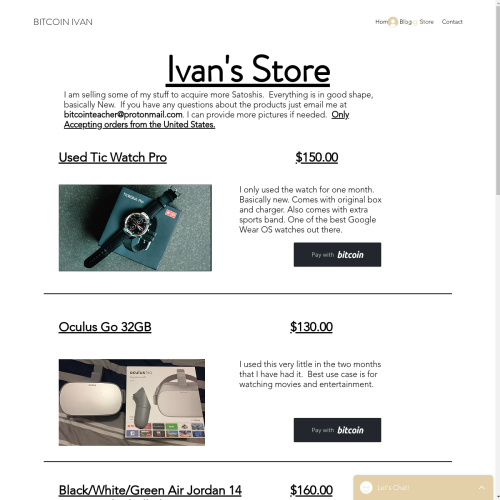 BITCOIN IVAN
Home
Blog
Store
Contact
Ivan's Store
I am selling some of my stuff to acquire more Satoshis. Everything is in good shape,
basically New. If you have any questions about the products just email me at
bitcointeacher@protonmail.com. I can provide more pictures if needed. Only
Accepting orders from the United States.
Used Tic Watch Pro
$150.00
I only used the watch for one month.
Basically new. Comes with original box
and charger. Also comes with extra
sports band. One of the best Google
Wear OS watches out there.
Pay with bitcoin
Oculus Go 32GB
$130.00
oculus go
I used this very little in the two months
that I have had it. Best use case is for
watching movies and entertainment.
Pay with bitcoin
Black/White/Green Air Jordan 14
$160.00
Let's Chat!